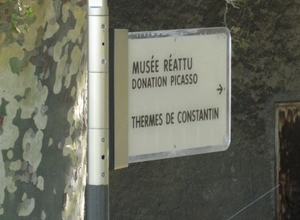 MUSÉE RÉATTU
DONATION PICASSO
THERMES DE CONSTANTIN